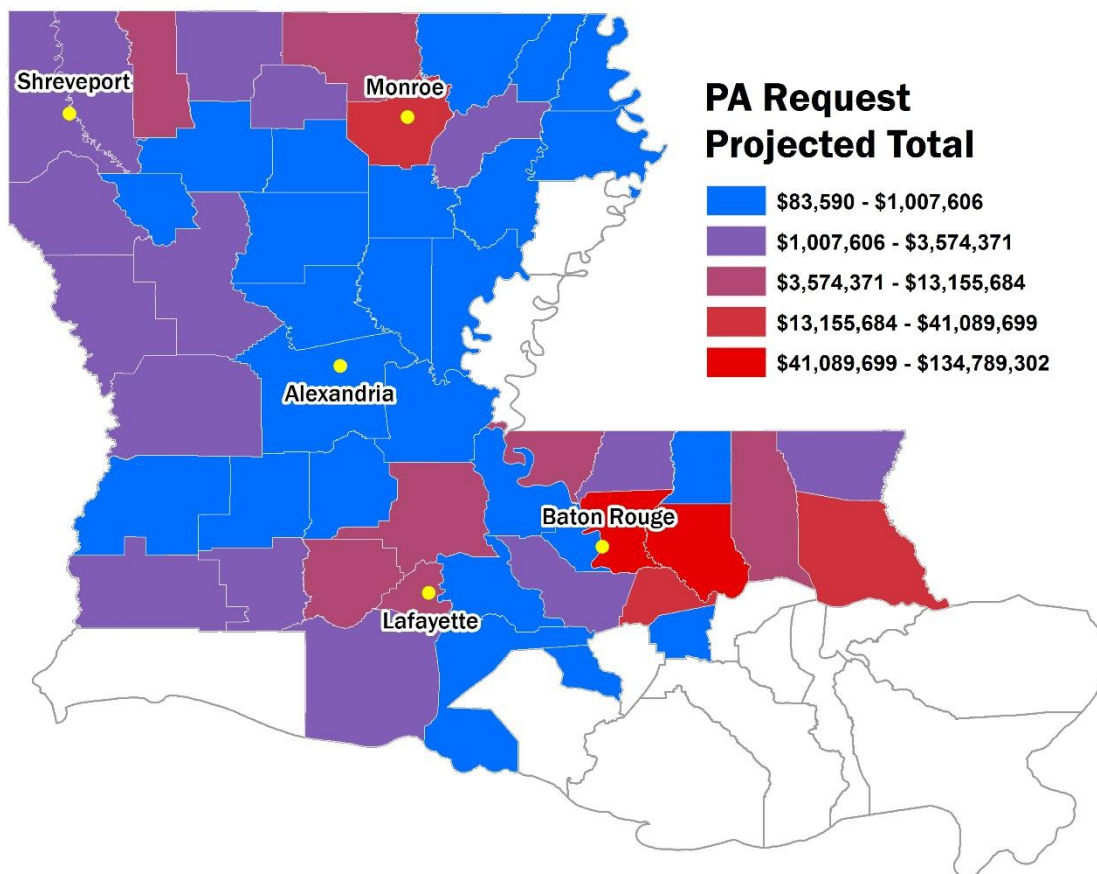 Shreveport
Monroe
PA Request
Projected Total
$83,590 - $1,007,606
$1,007,606 - $3,574,371
$3,574,371 - $13,155,684
$13,155,684 - $41,089,699
$41,089,699 - $134,789,302
Alexandria
Baton Rouge
Lafayette